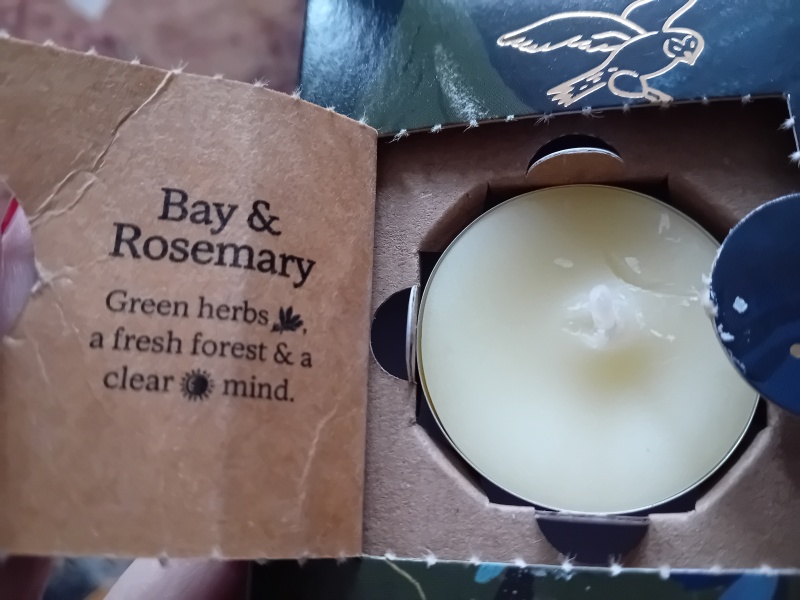 Bay &
Rosemary
Green herbs,
a fresh forest & a
clear mind.